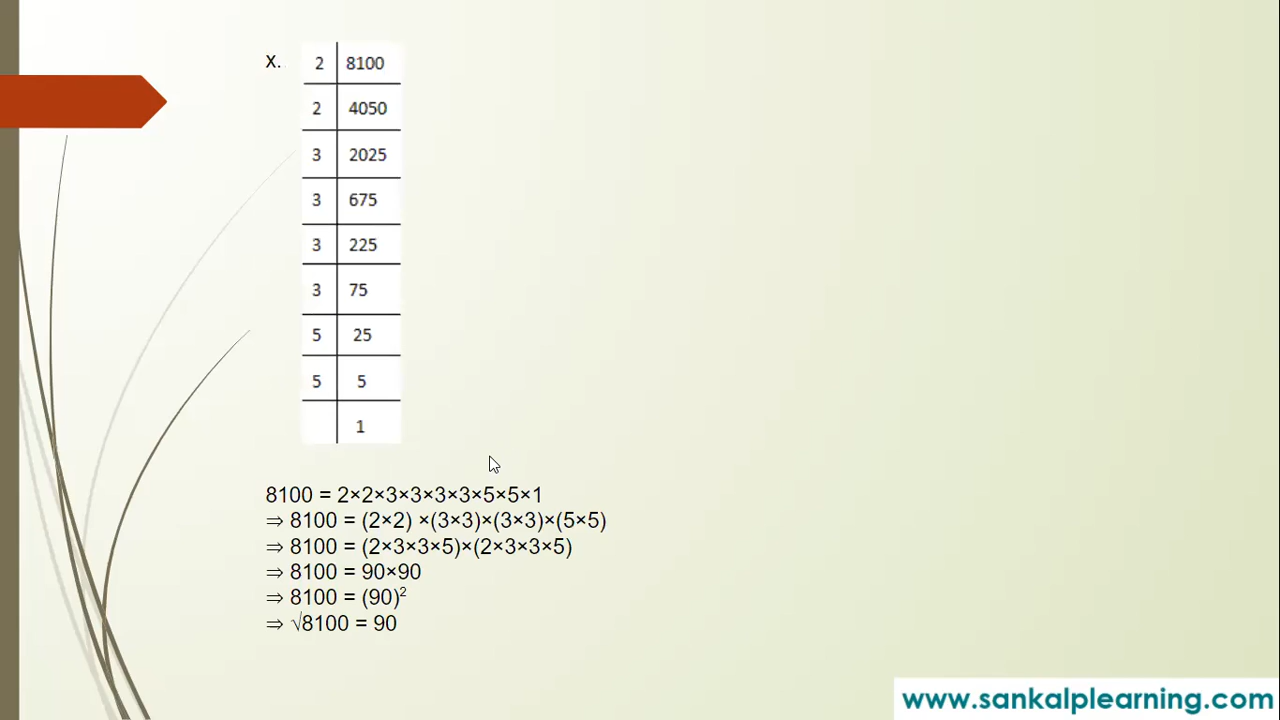 x. 2 8100
2 4050
3 2025
3 675
3 225
3 75
5 25
5 5
1
8100 = 2×2×3×3×3×3×5×5×1
⇒ 8100 = (2×2) ×(3×3)×(3×3)×(5×5)
⇒ 8100 = (2×3×3×5)×(2×3×3×5)
⇒ 8100 = 90×90
⇒ 8100 = (90)²
⇒ √8100 = 90
www.sankalplearning.com